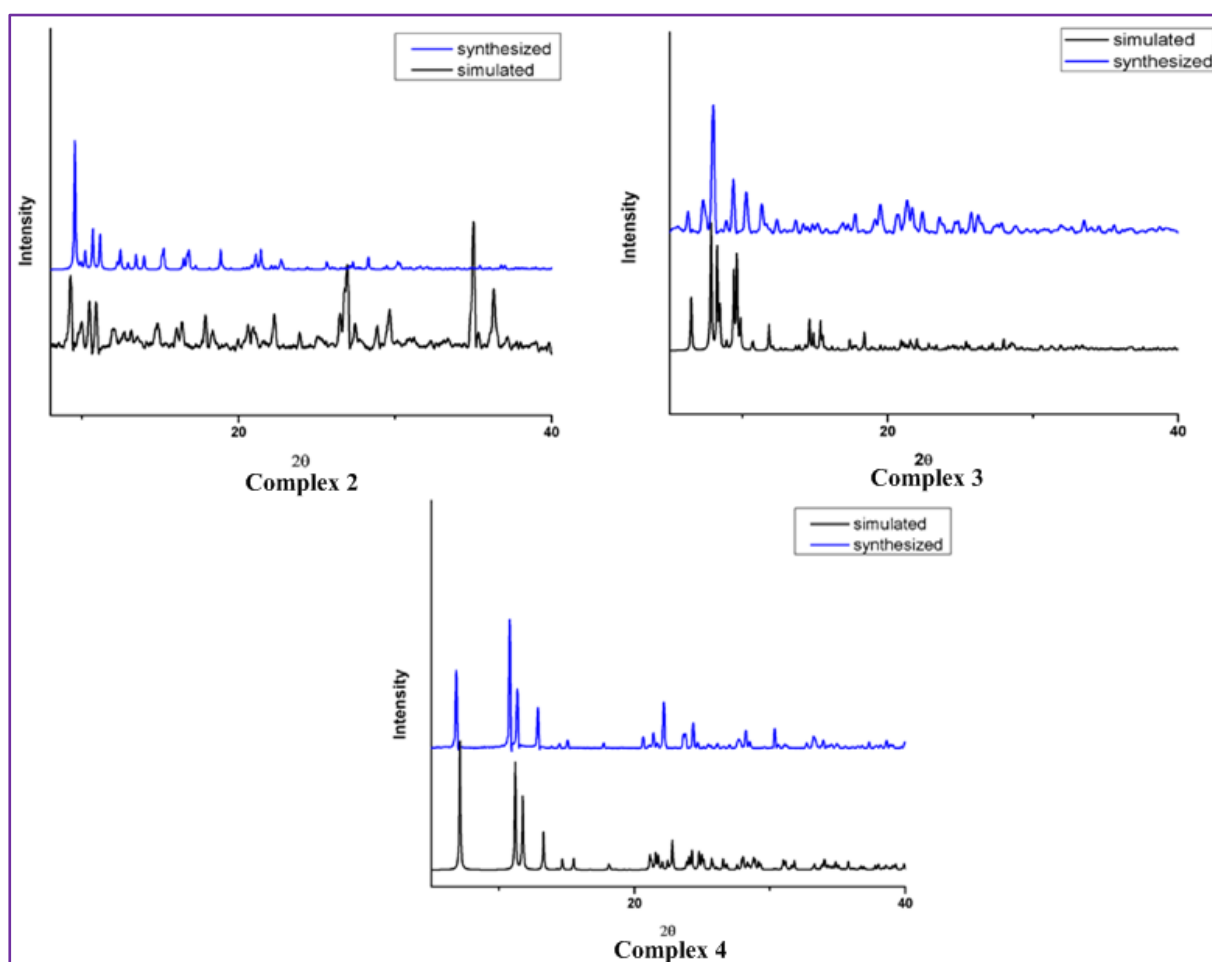 synthesized
simulated
Intensity
20
40
2θ
Complex 2
simulated
synthesized
Intensity
20
40
2θ
Complex 3
simulated
synthesized
Intensity
20
40
2θ
Complex 4